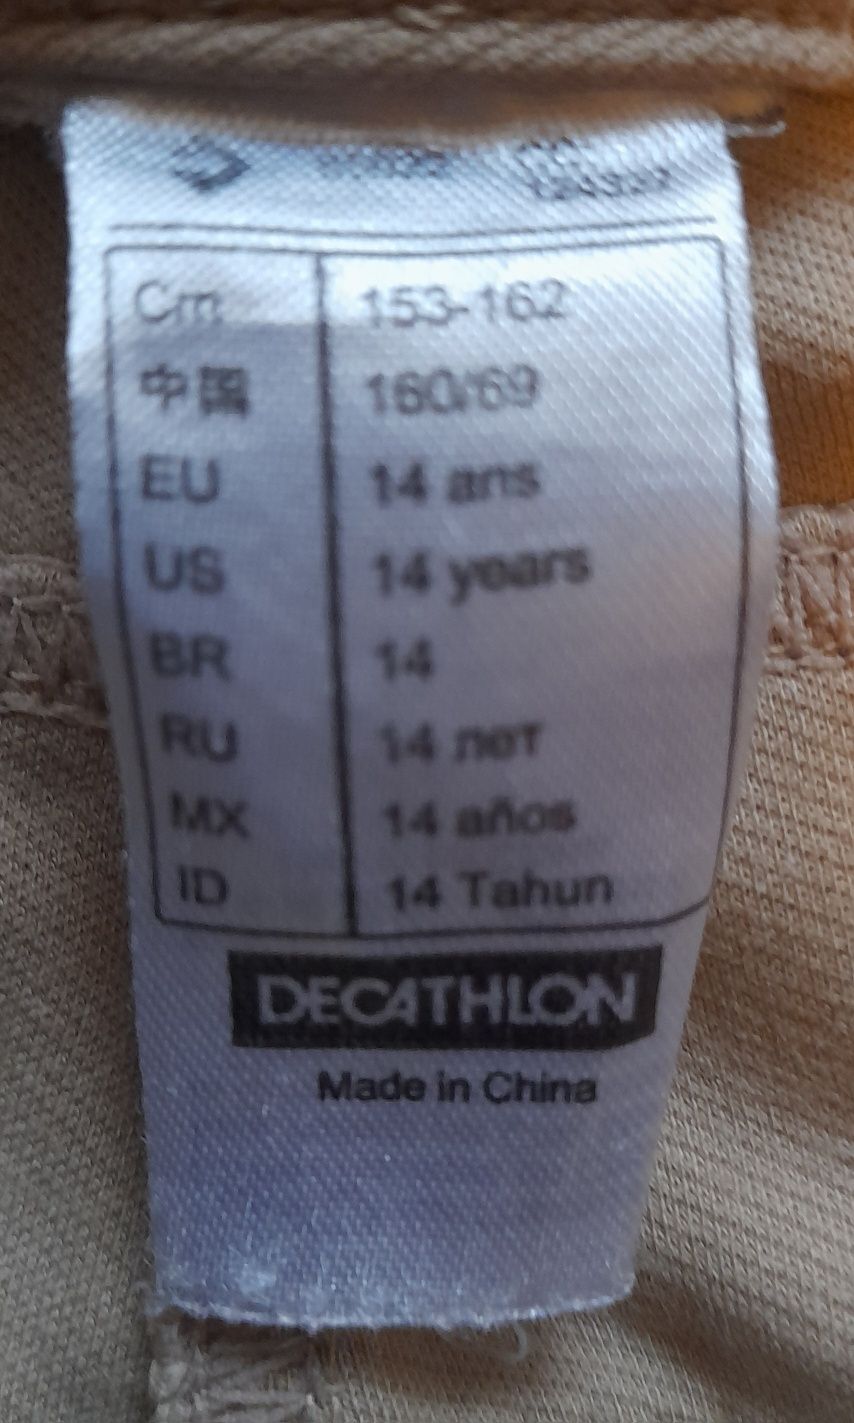 Cm 153-162
中国 160/69
EU 14 ans
US 14 years
BR 14
RU 14 лет
MX 14 años
ID 14 Tahun
DECATHLON
Made in China